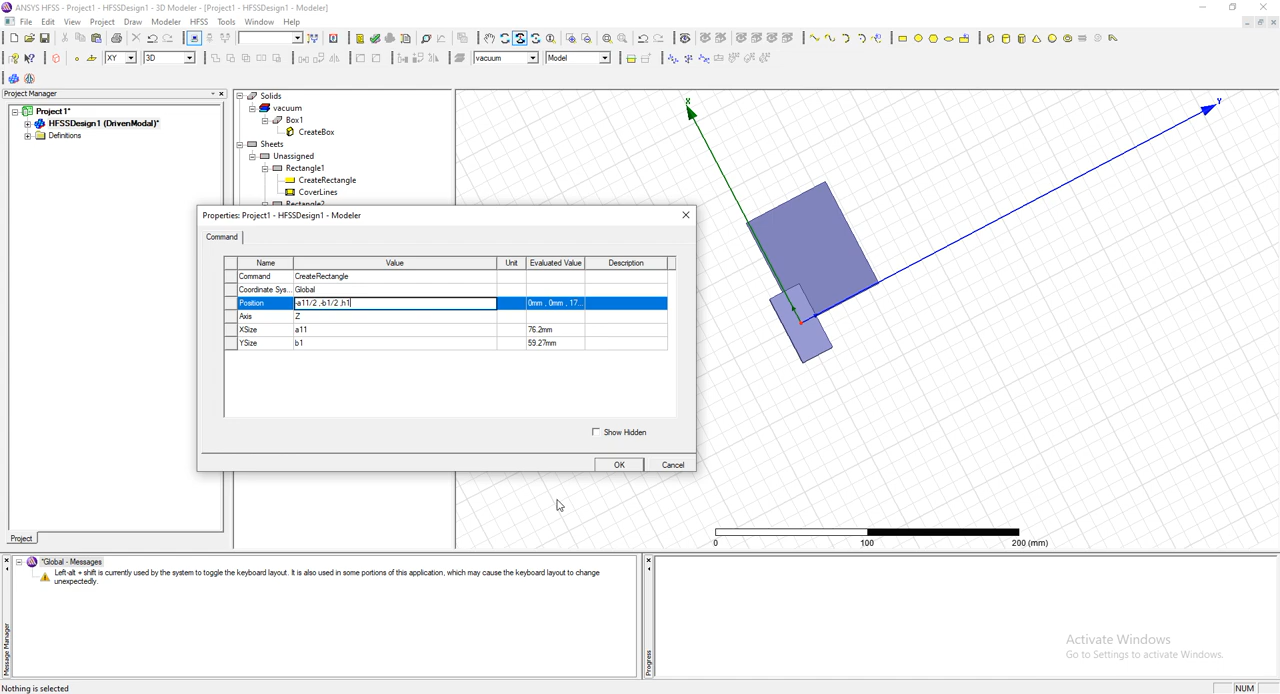 ANSYS HFSS - Project1 - HFSSDesign1 - 3D Modeler - [Project1 - HFSSDesign1 - Modeler]
File Edit View Project Draw Modeler HFSS Tools Window Help
XY 3D vacuum Model
Project Manager
Project1*
HFSSDesign1 (DrivenModal)*
Definitions
Project
Solids
vacuum
Box1
CreateBox
Sheets
Unassigned
Rectangle1
CreateRectangle
CoverLines
Rectangle2
X
Y
0 100 200 (mm)
Properties: Project1 - HFSSDesign1 - Modeler
Command
Name Value Unit Evaluated Value Description
Command CreateRectangle
Coordinate Sys... Global
Position -a11/2 ,-b1/2 ,h1 0mm , 0mm , 17...
Axis Z
XSize a11 76.2mm
YSize b1 59.27mm
Show Hidden
OK Cancel
*Global - Messages
Left-alt + shift is currently used by the system to toggle the keyboard layout. It is also used in some portions of this application, which may cause the keyboard layout to change
unexpectedly.
Message Manager
Progress
Activate Windows
Go to Settings to activate Windows.
Nothing is selected NUM